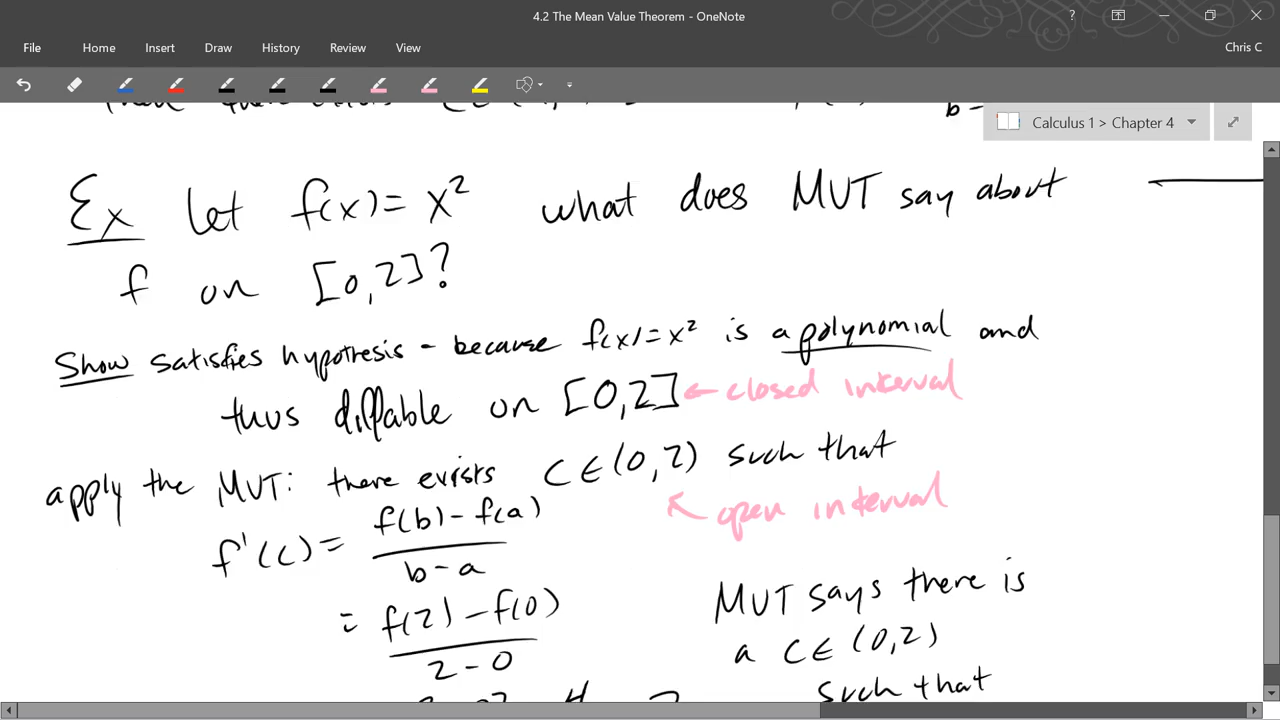 4.2 The Mean Value Theorem - OneNote
File Home Insert Draw History Review View
Chris C
Calculus 1 > Chapter 4
Ex let f(x) = x² what does MVT say about
f on [0,2]?
Show satisfies hypothesis - because f(x) = x² is a polynomial and
thus diffable on [0,2] ← closed interval
apply the MVT: there exists c ∈ (0,2) such that
↖ open interval
f'(c) = f(b) - f(a)
b - a
= f(2) - f(0)
2 - 0
MVT says there is
a c ∈ (0,2)
such that